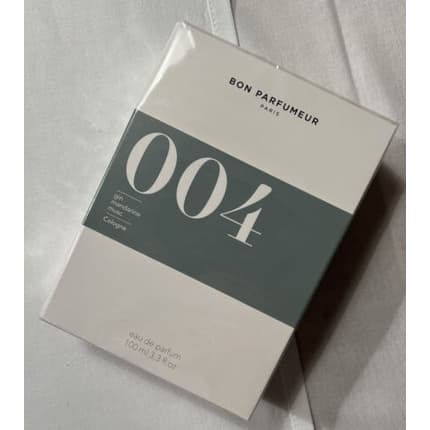 BON PARFUMEUR
PARIS
004
gin
mandarine
musc
Cologne
eau de parfum
100 ml 3,3 fl oz